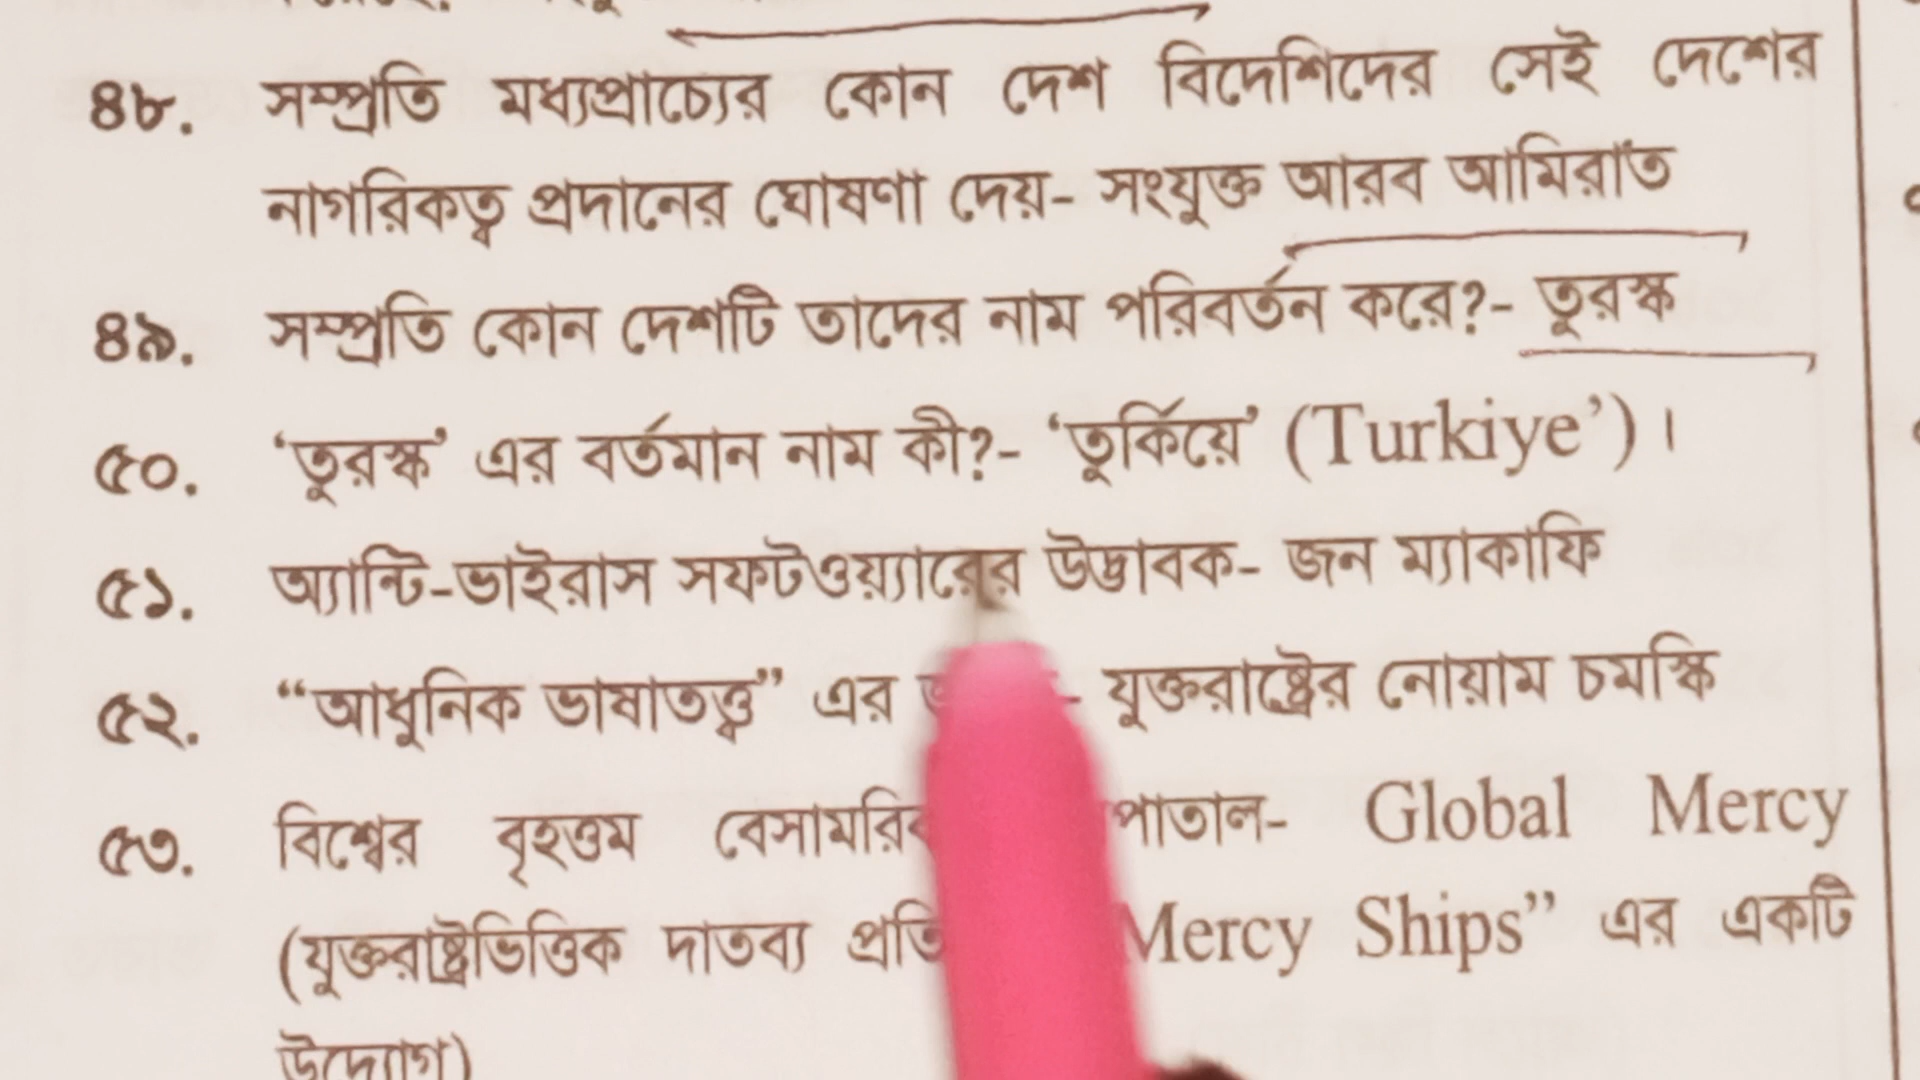 ৪৮. সম্প্রতি মধ্যপ্রাচ্যের কোন দেশ বিদেশিদের সেই দেশের
নাগরিকত্ব প্রদানের ঘোষণা দেয়- সংযুক্ত আরব আমিরাত
৪৯. সম্প্রতি কোন দেশটি তাদের নাম পরিবর্তন করে?- তুরস্ক
৫০. ‘তুরস্ক’ এর বর্তমান নাম কী?- ‘তুর্কিয়ে’ (Turkiye’)।
৫১. অ্যান্টি-ভাইরাস সফটওয়্যারের উদ্ভাবক- জন ম্যাকাফি
৫২. “আধুনিক ভাষাতত্ত্ব” এর - যুক্তরাষ্ট্রের নোয়াম চমস্কি
৫৩. বিশ্বের বৃহত্তম Global Mercy
(যুক্তরাষ্ট্রভিত্তিক দাতব্য Mercy Ships” এর একটি
উদ্যোগ)